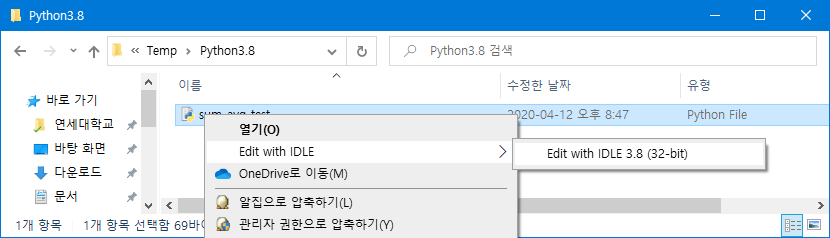 Python3.8
Temp
Python3.8
Python3.8 검색
이름
수정한 날짜
유형
바로 가기
연세대학교
바탕 화면
다운로드
문서
sum_avg_test
2020-04-12 오후 8:47
Python File
열기(O)
Edit with IDLE
Edit with IDLE 3.8 (32-bit)
OneDrive로 이동(M)
알집으로 압축하기(L)
관리자 권한으로 압축하기(Y)
1개 항목
1개 항목 선택함 69바이